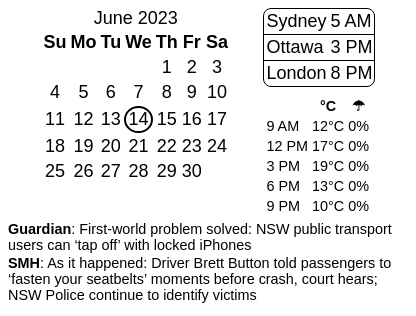 June 2023
Su Mo Tu We Th Fr Sa
1 2 3
4 5 6 7 8 9 10
11 12 13 14 15 16 17
18 19 20 21 22 23 24
25 26 27 28 29 30
Sydney 5 AM
Ottawa 3 PM
London 8 PM
°C ☂
9 AM 12°C 0%
12 PM 17°C 0%
3 PM 19°C 0%
6 PM 13°C 0%
9 PM 10°C 0%
Guardian: First-world problem solved: NSW public transport
users can ‘tap off’ with locked iPhones
SMH: As it happened: Driver Brett Button told passengers to
‘fasten your seatbelts’ moments before crash, court hears;
NSW Police continue to identify victims